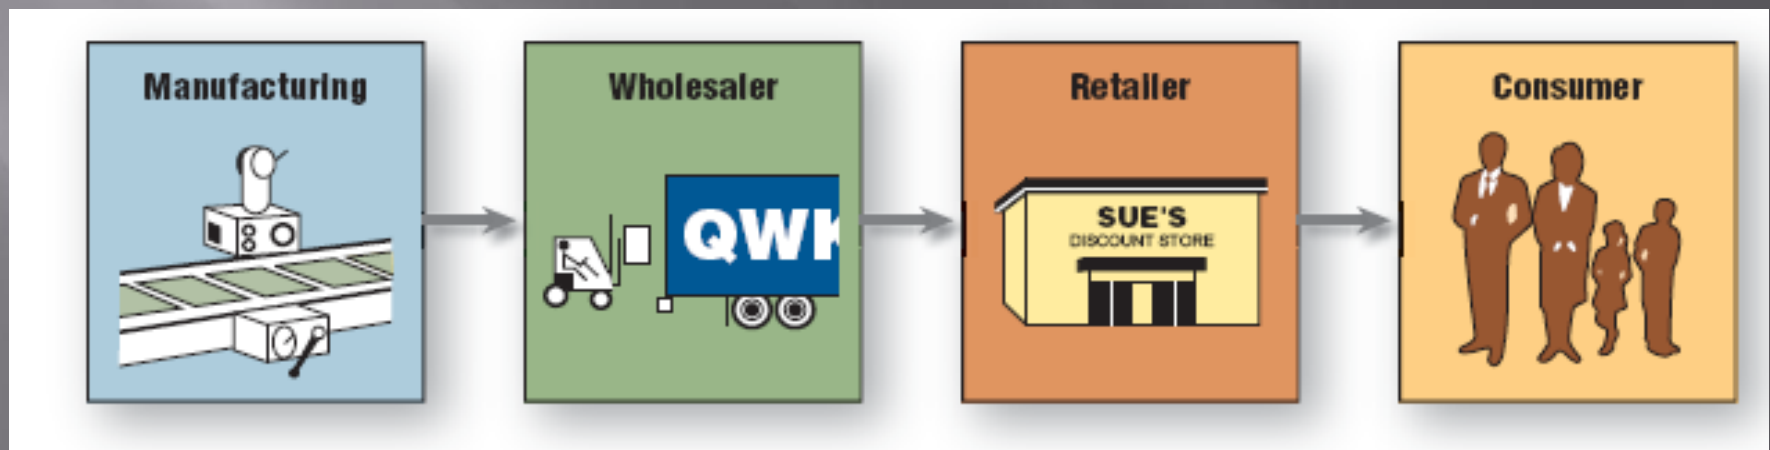 Manufacturing
Wholesaler
Retailer
Consumer
QWK
SUE'S
DISCOUNT STORE